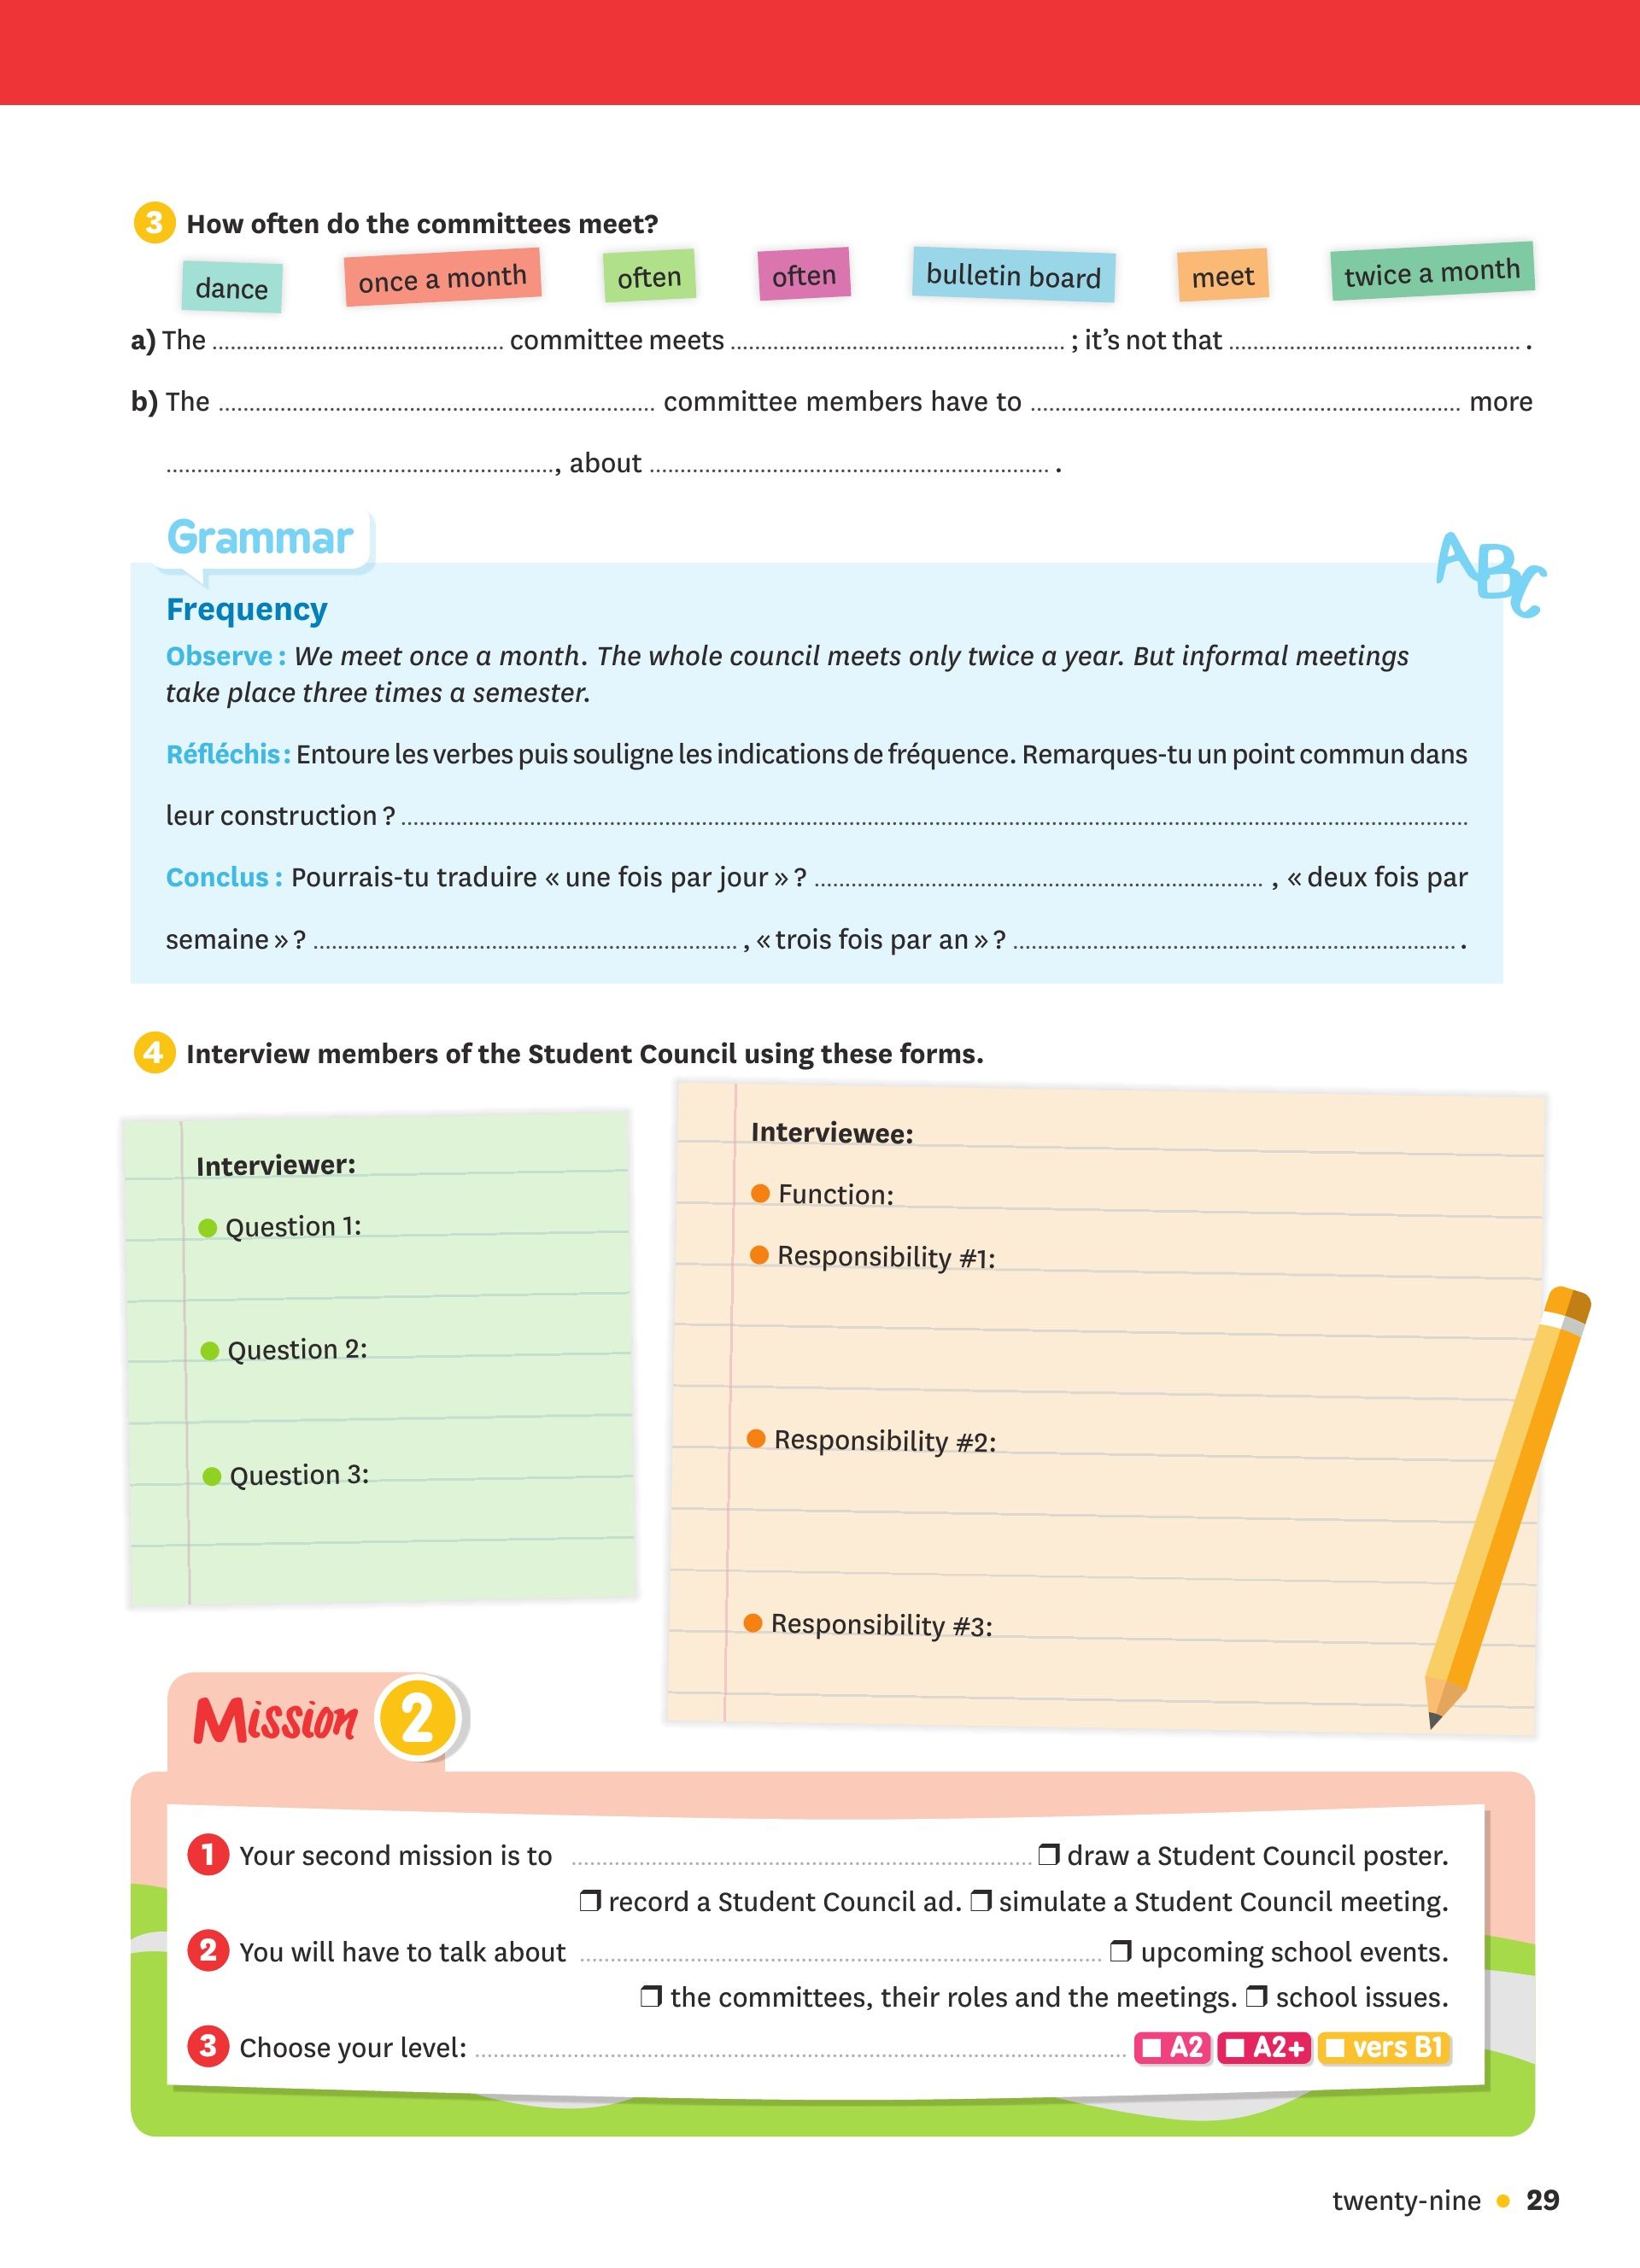 3 How often do the committees meet?
dance once a month often often bulletin board meet twice a month
a) The ........ committee meets ........ ; it's not that ........ .
b) The ........ committee members have to ........ more
........, about ........ .
Grammar
ABC
Frequency
Observe : We meet once a month. The whole council meets only twice a year. But informal meetings
take place three times a semester.
Réfléchis : Entoure les verbes puis souligne les indications de fréquence. Remarques-tu un point commun dans
leur construction ? ........
Conclus : Pourrais-tu traduire « une fois par jour » ? ........ , « deux fois par
semaine » ? ........ , « trois fois par an » ? ........ .
4 Interview members of the Student Council using these forms.
Interviewer:
Question 1:
Question 2:
Question 3:
Interviewee:
Function:
Responsibility #1:
Responsibility #2:
Responsibility #3:
Mission 2
1 Your second mission is to ........ ❒ draw a Student Council poster.
❒ record a Student Council ad. ❒ simulate a Student Council meeting.
2 You will have to talk about ........ ❒ upcoming school events.
❒ the committees, their roles and the meetings. ❒ school issues.
3 Choose your level: ........ ■ A2 ■ A2+ ■ vers B1
twenty-nine • 29